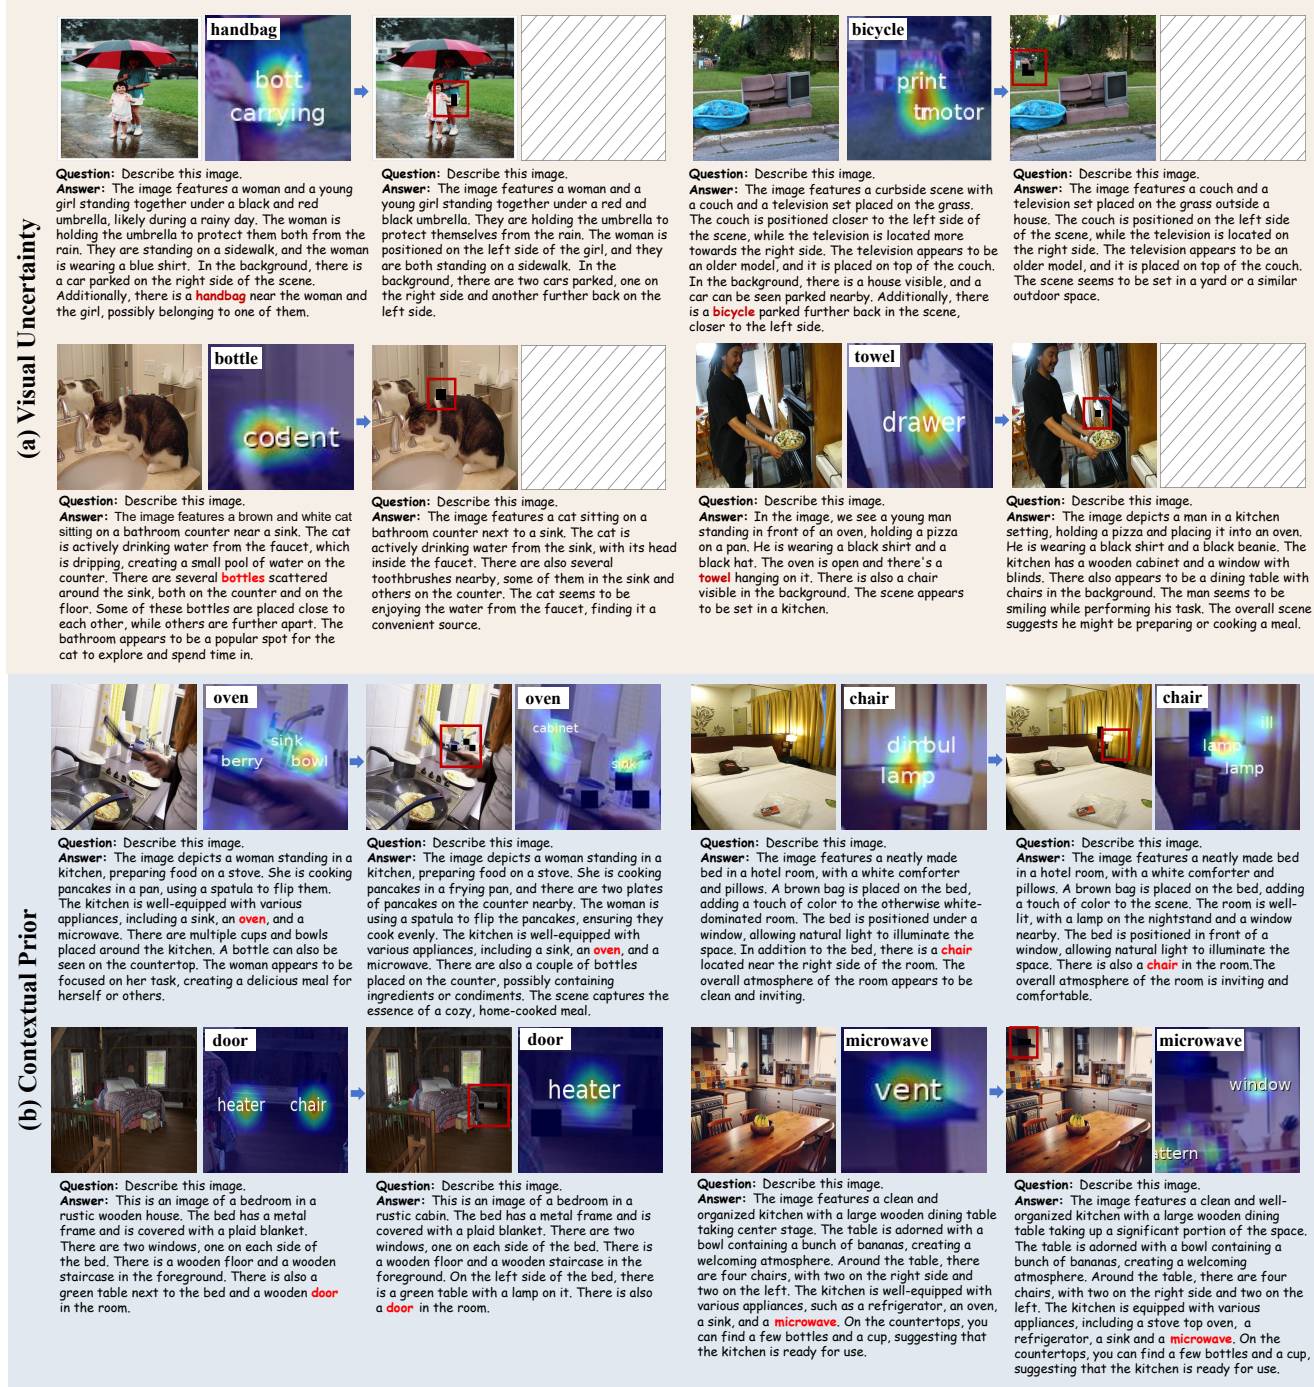 (a) Visual Uncertainty
handbag
bott
carrying
Question: Describe this image.
Answer: The image features a woman and a young
girl standing together under a black and red
umbrella, likely during a rainy day. The woman is
holding the umbrella to protect them both from the
rain. They are standing on a sidewalk, and the woman
is wearing a blue shirt. In the background, there is
a car parked on the right side of the scene.
Additionally, there is a handbag near the woman and
the girl, possibly belonging to one of them.
Question: Describe this image.
Answer: The image features a woman and a
young girl standing together under a red and
black umbrella. They are holding the umbrella to
protect themselves from the rain. The woman is
positioned on the left side of the girl, and they
are both standing on a sidewalk. In the
background, there are two cars parked, one on
the right side and another further back on the
left side.
bicycle
print
motor
Question: Describe this image.
Answer: The image features a curbside scene with
a couch and a television set placed on the grass.
The couch is positioned closer to the left side of
the scene, while the television is located more
towards the right side. The television appears to be
an older model, and it is placed on top of the couch.
In the background, there is a house visible, and a
car can be seen parked nearby. Additionally, there
is a bicycle parked further back in the scene,
closer to the left side.
Question: Describe this image.
Answer: The image features a couch and a
television set placed on the grass outside a
house. The couch is positioned on the left side
of the scene, while the television is located on
the right side. The television appears to be an
older model, and it is placed on top of the couch.
The scene seems to be set in a yard or a similar
outdoor space.
bottle
Question: Describe this image.
Answer: The image features a brown and white cat
sitting on a bathroom counter near a sink. The cat
is actively drinking water from the faucet, which
is dripping, creating a small pool of water on the
counter. There are several bottles scattered
around the sink, both on the counter and on the
floor. Some of these bottles are placed close to
each other, while others are further apart. The
bathroom appears to be a popular spot for the
cat to explore and spend time in.
Question: Describe this image.
Answer: The image features a cat sitting on a
bathroom counter next to a sink. The cat is
actively drinking water from the sink, with its head
inside the faucet. There are also several
toothbrushes nearby, some of them in the sink and
others on the counter. The cat seems to be
enjoying the water from the faucet, finding it a
convenient source.
towel
drawer
Question: Describe this image.
Answer: In the image, we see a young man
standing in front of an oven, holding a pizza
on a pan. He is wearing a black shirt and a
black hat. The oven is open and there's a
towel hanging on it. There is also a chair
visible in the background. The scene appears
to be set in a kitchen.
Question: Describe this image.
Answer: The image depicts a man in a kitchen
setting, holding a pizza and placing it into an oven.
He is wearing a black shirt and a black beanie. The
kitchen has a wooden cabinet and a window with
blinds. There also appears to be a dining table with
chairs in the background. The man seems to be
smiling while performing his task. The overall scene
suggests he might be preparing or cooking a meal.
(b) Contextual Prior
oven
sink
berry bowl
Question: Describe this image.
Answer: The image depicts a woman standing in a
kitchen, preparing food on a stove. She is cooking
pancakes in a pan, using a spatula to flip them.
The kitchen is well-equipped with various
appliances, including a sink, an oven, and a
microwave. There are multiple cups and bowls
placed around the kitchen. A bottle can also be
seen on the countertop. The woman appears to be
focused on her task, creating a delicious meal for
herself or others.
oven
cabinet
sink
Question: Describe this image.
Answer: The image depicts a woman standing in a
kitchen, preparing food on a stove. She is cooking
pancakes in a frying pan, and there are two plates
of pancakes on the counter nearby. The woman is
using a spatula to flip the pancakes, ensuring they
cook evenly. The kitchen is well-equipped with
various appliances, including a sink, an oven, and a
microwave. There are also a couple of bottles
placed on the counter, possibly containing
ingredients or condiments. The scene captures the
essence of a cozy, home-cooked meal.
chair
lamp
Question: Describe this image.
Answer: The image features a neatly made
bed in a hotel room, with a white comforter
and pillows. A brown bag is placed on the bed,
adding a touch of color to the otherwise white-
dominated room. The bed is positioned under a
window, allowing natural light to illuminate the
space. In addition to the bed, there is a chair
located near the right side of the room. The
overall atmosphere of the room appears to be
clean and inviting.
chair
ill
lamp
lamp
Question: Describe this image.
Answer: The image features a neatly made bed
in a hotel room, with a white comforter and
pillows. A brown bag is placed on the bed, adding
a touch of color to the scene. The room is well-
lit, with a lamp on the nightstand and a window
nearby. The bed is positioned in front of a
window, allowing natural light to illuminate the
space. There is also a chair in the room.The
overall atmosphere of the room is inviting and
comfortable.
door
heater chair
Question: Describe this image.
Answer: This is an image of a bedroom in a
rustic wooden house. The bed has a metal
frame and is covered with a plaid blanket.
There are two windows, one on each side of
the bed. There is a wooden floor and a wooden
staircase in the foreground. There is also a
green table next to the bed and a wooden door
in the room.
door
heater
Question: Describe this image.
Answer: This is an image of a bedroom in a
rustic cabin. The bed has a metal frame and is
covered with a plaid blanket. There are two
windows, one on each side of the bed. There is
a wooden floor and a wooden staircase in the
foreground. On the left side of the bed, there
is a green table with a lamp on it. There is also
a door in the room.
microwave
vent
Question: Describe this image.
Answer: The image features a clean and
organized kitchen with a large wooden dining table
taking center stage. The table is adorned with a
bowl containing a bunch of bananas, creating a
welcoming atmosphere. Around the table, there
are four chairs, with two on the right side and
two on the left. The kitchen is well-equipped with
various appliances, such as a refrigerator, an oven,
a sink, and a microwave. On the countertops, you
can find a few bottles and a cup, suggesting that
the kitchen is ready for use.
microwave
window
attern
Question: Describe this image.
Answer: The image features a clean and well-
organized kitchen with a large wooden dining
table taking up a significant portion of the space.
The table is adorned with a bowl containing a
bunch of bananas, creating a welcoming
atmosphere. Around the table, there are four
chairs, with two on the right side and two on the
left. The kitchen is equipped with various
appliances, including a stove top oven, a
refrigerator, a sink and a microwave. On the
countertops, you can find a few bottles and a cup,
suggesting that the kitchen is ready for use.